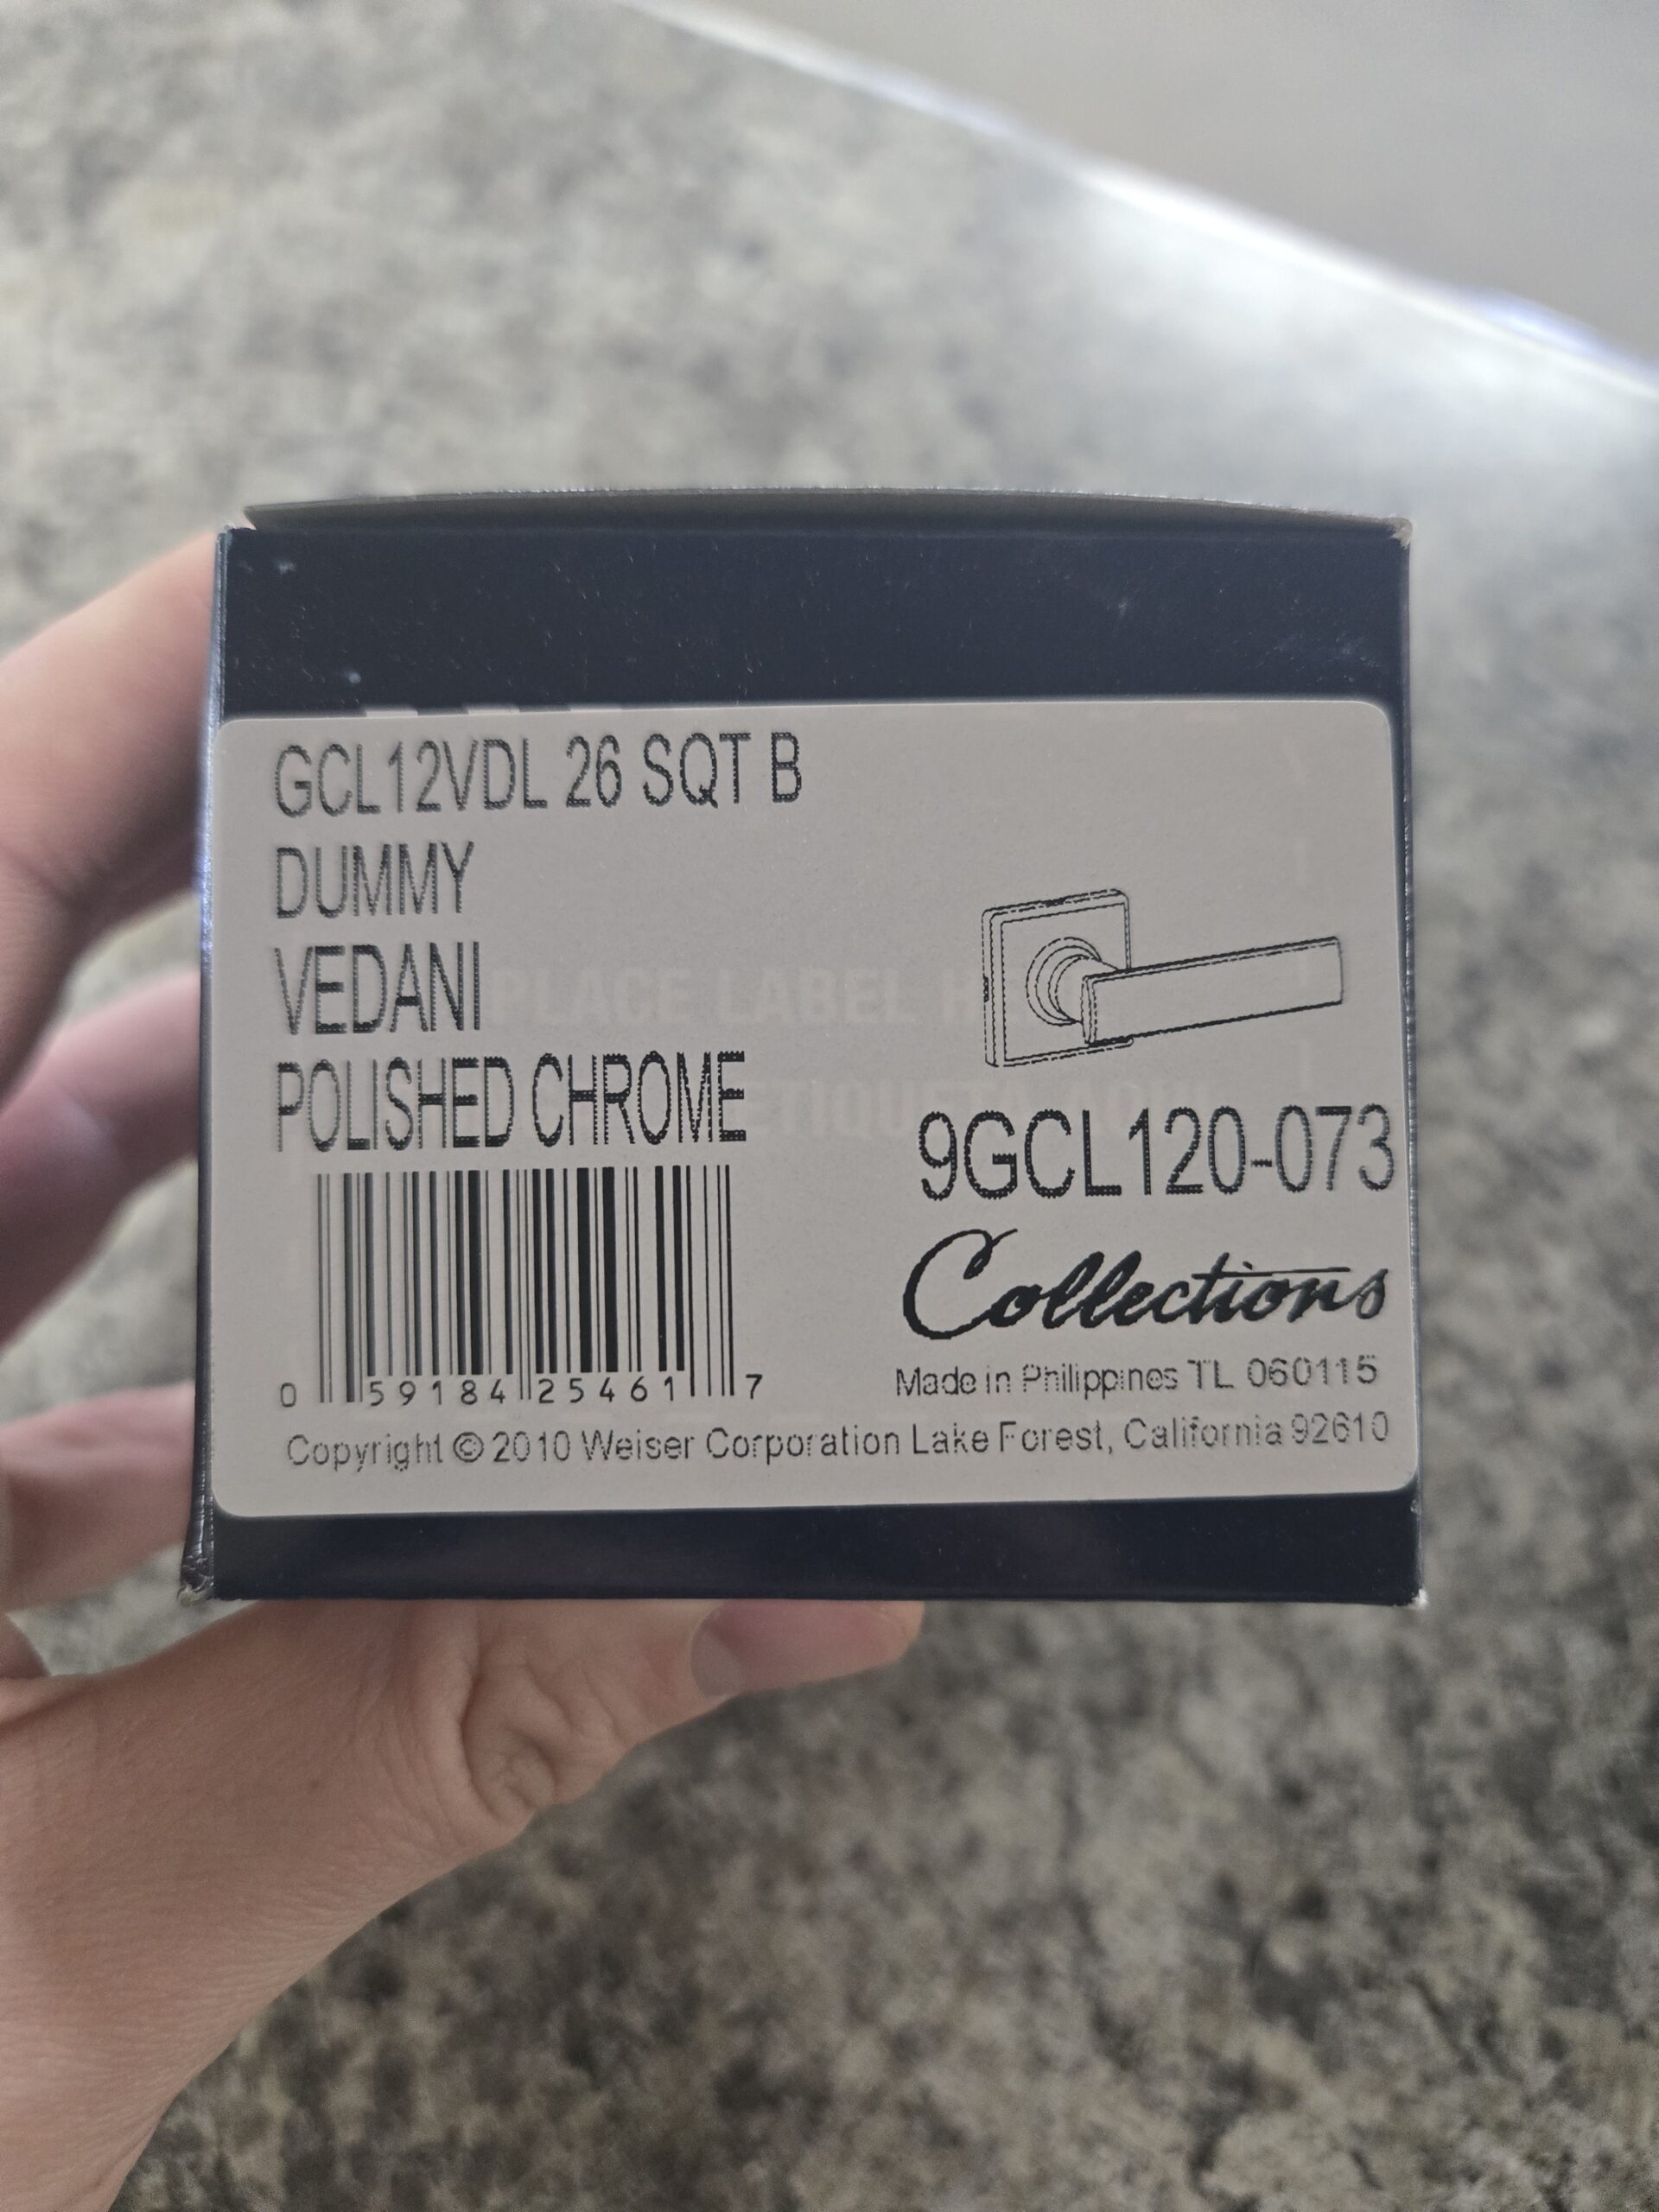 GCL12VDL 26 SQT B
DUMMY
VEDANI
POLISHED CHROME
9GCL120-073
Collections
0 59184 25461 7
Made in Philippines TL 060115
Copyright © 2010 Weiser Corporation Lake Forest, California 92610